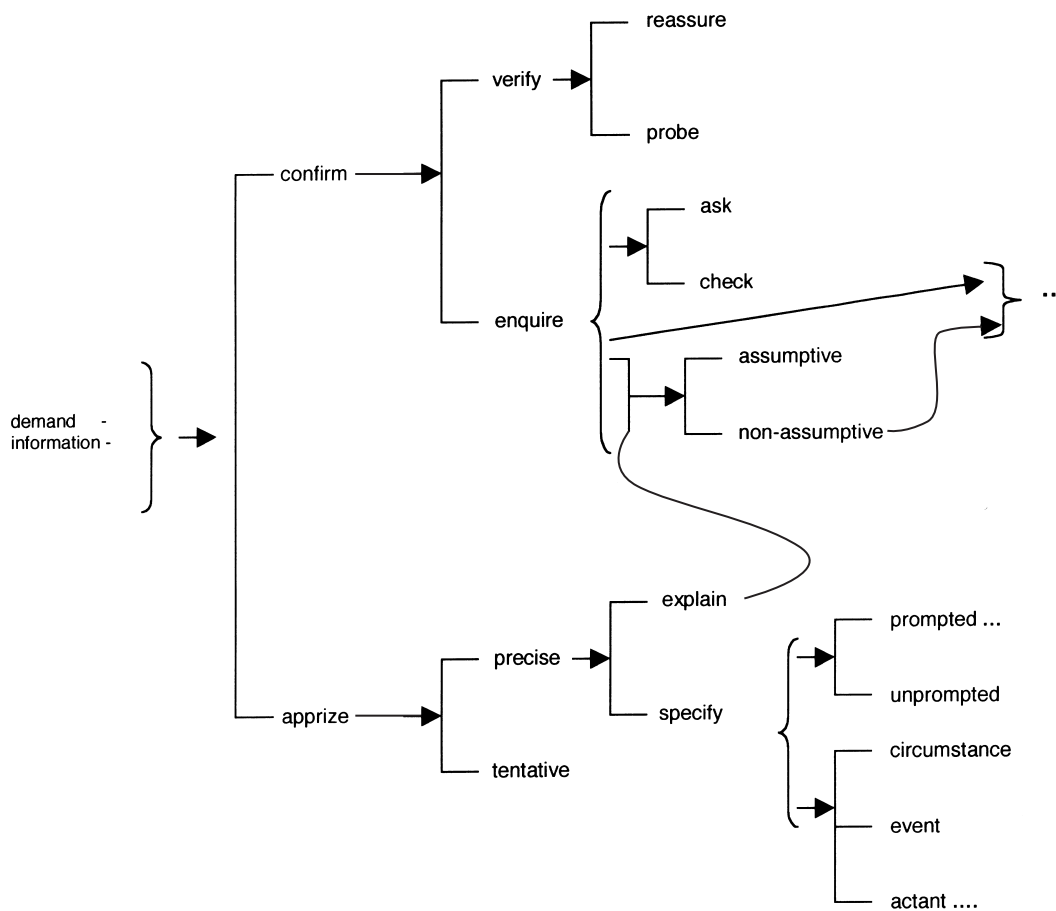 reassure
verify
probe
confirm
ask
check
enquire
..
assumptive
demand -
information -
non-assumptive
explain
prompted ...
precise
unprompted
apprize
specify
circumstance
tentative
event
actant ....